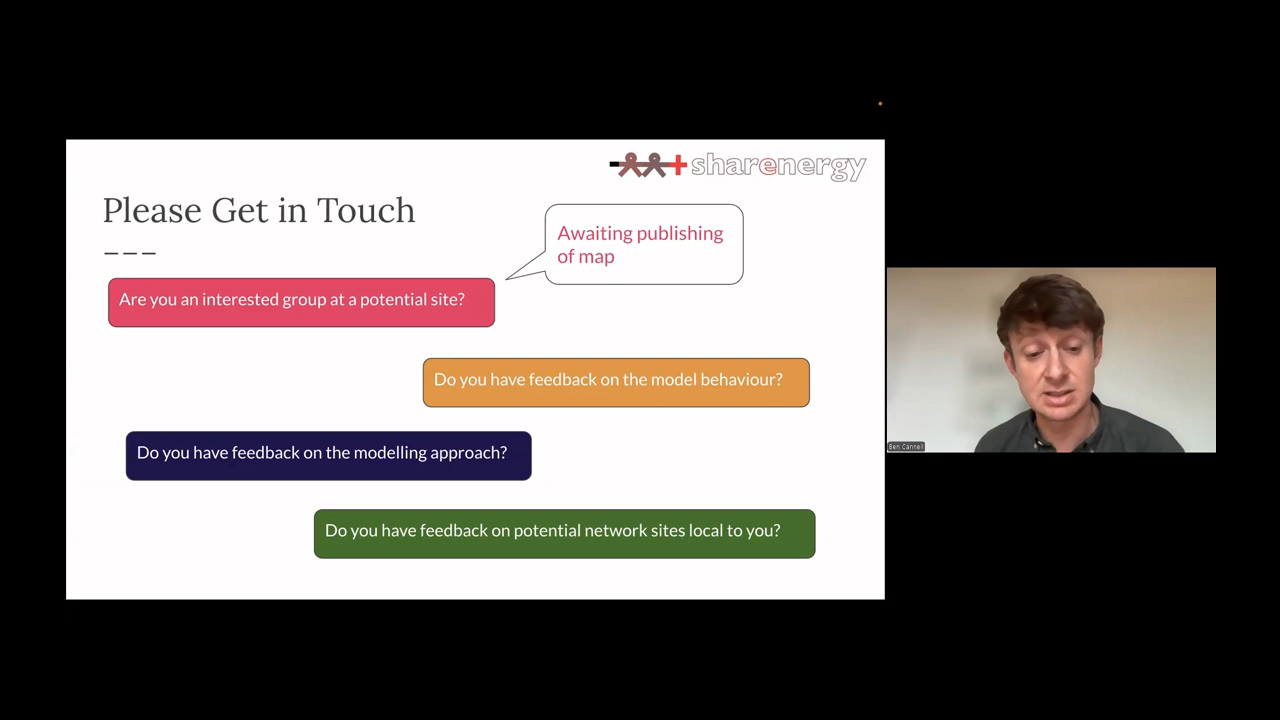 sharenergy
Please Get in Touch
Awaiting publishing
of map
Are you an interested group at a potential site?
Do you have feedback on the model behaviour?
Do you have feedback on the modelling approach?
Do you have feedback on potential network sites local to you?
Ben Cannell